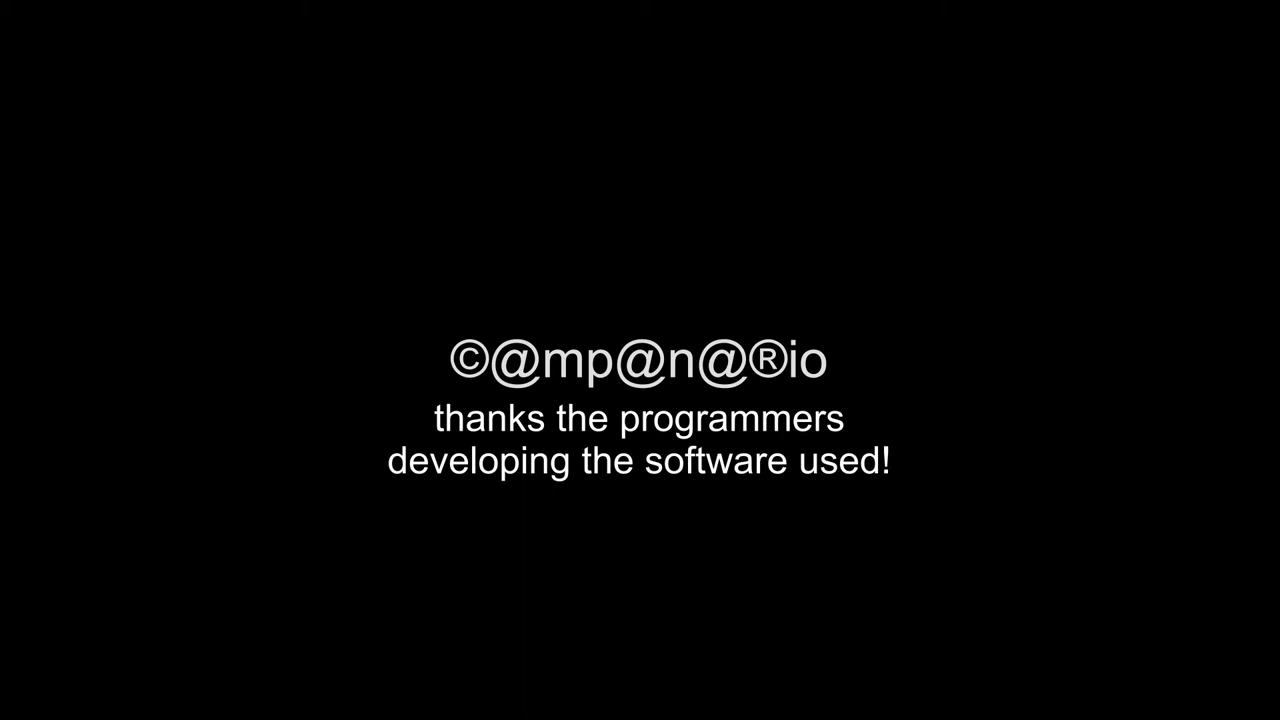 ©@mp@n@®io
thanks the programmers
developing the software used!